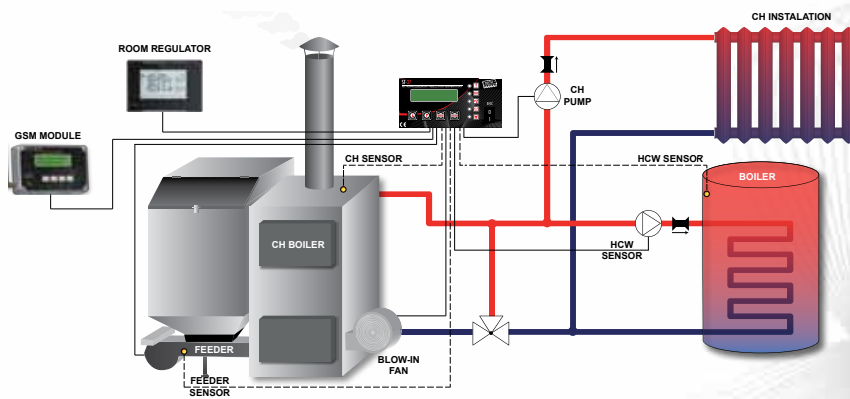 CH INSTALATION
ROOM REGULATOR
GSM MODULE
CH
PUMP
CH SENSOR
HCW SENSOR
BOILER
CH BOILER
HCW
SENSOR
FEEDER
BLOW-IN
FAN
FEEDER
SENSOR